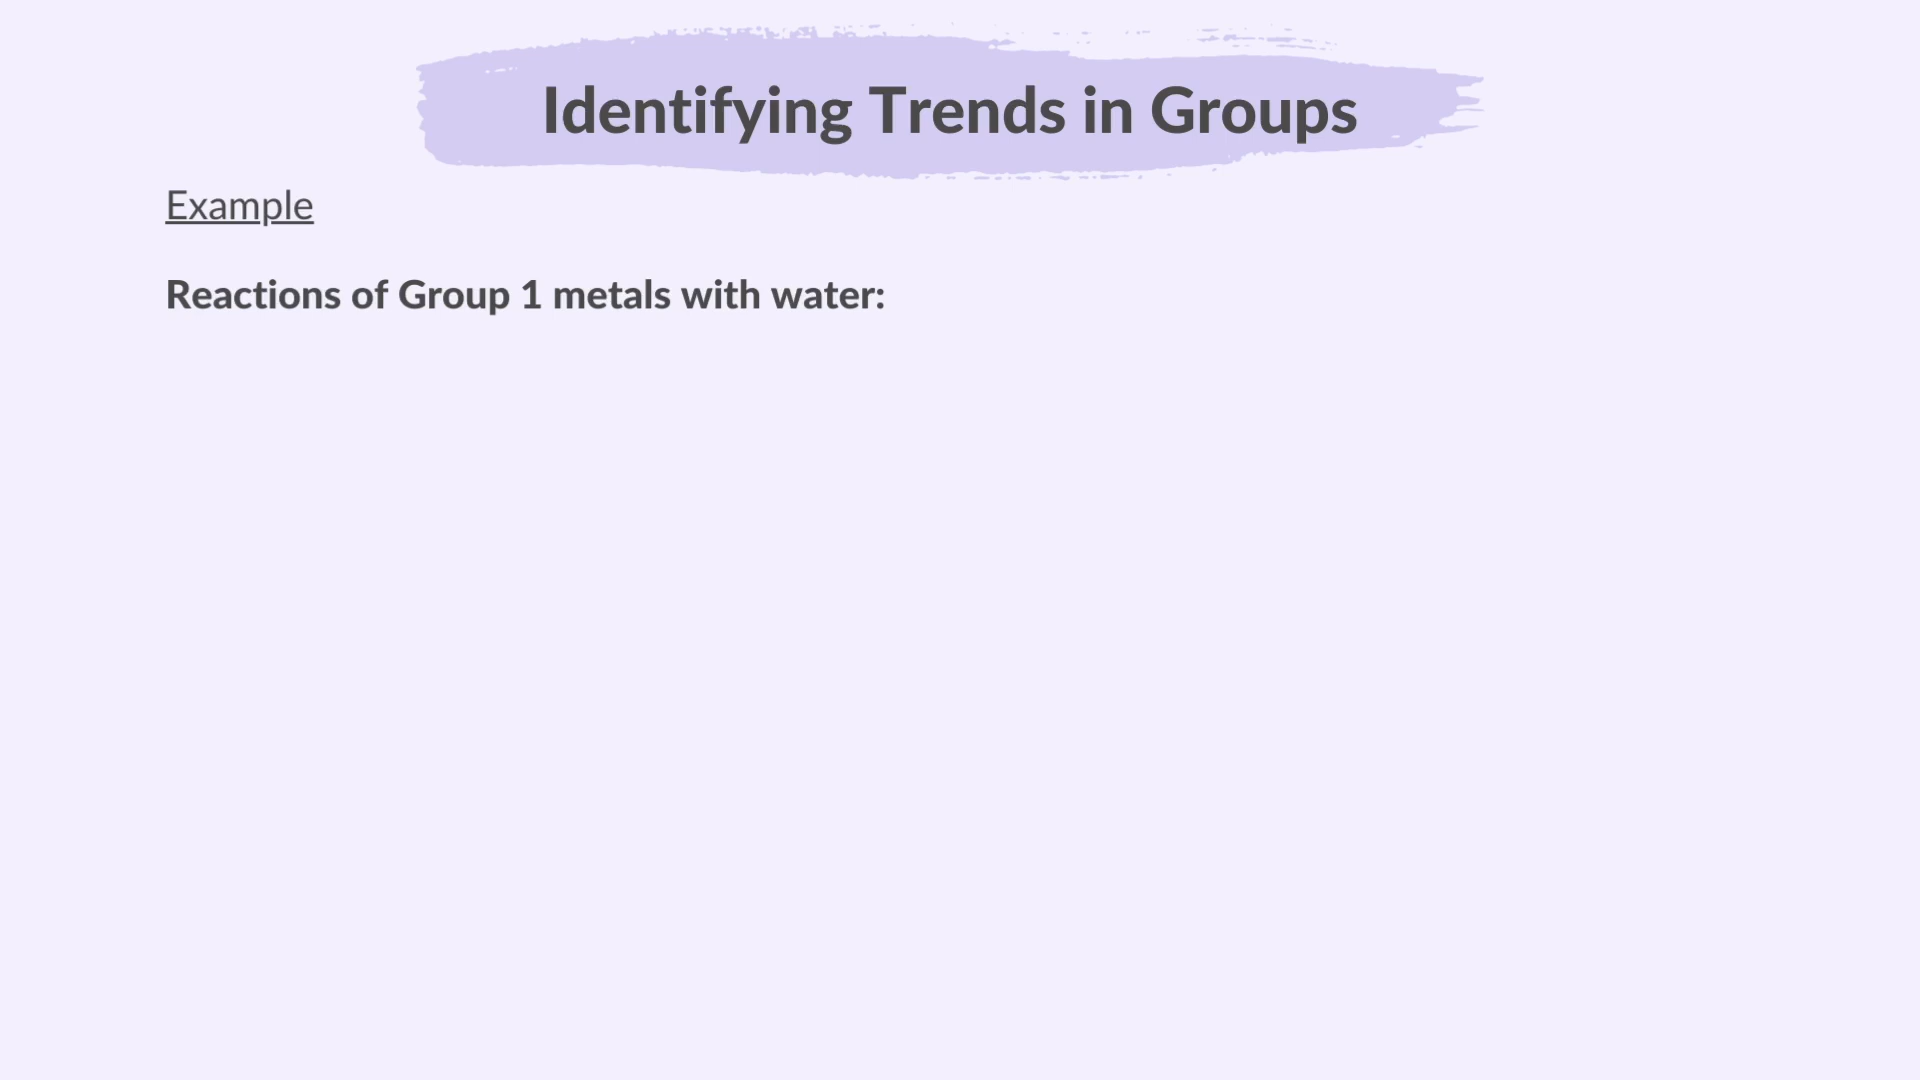 Identifying Trends in Groups
Example
Reactions of Group 1 metals with water: